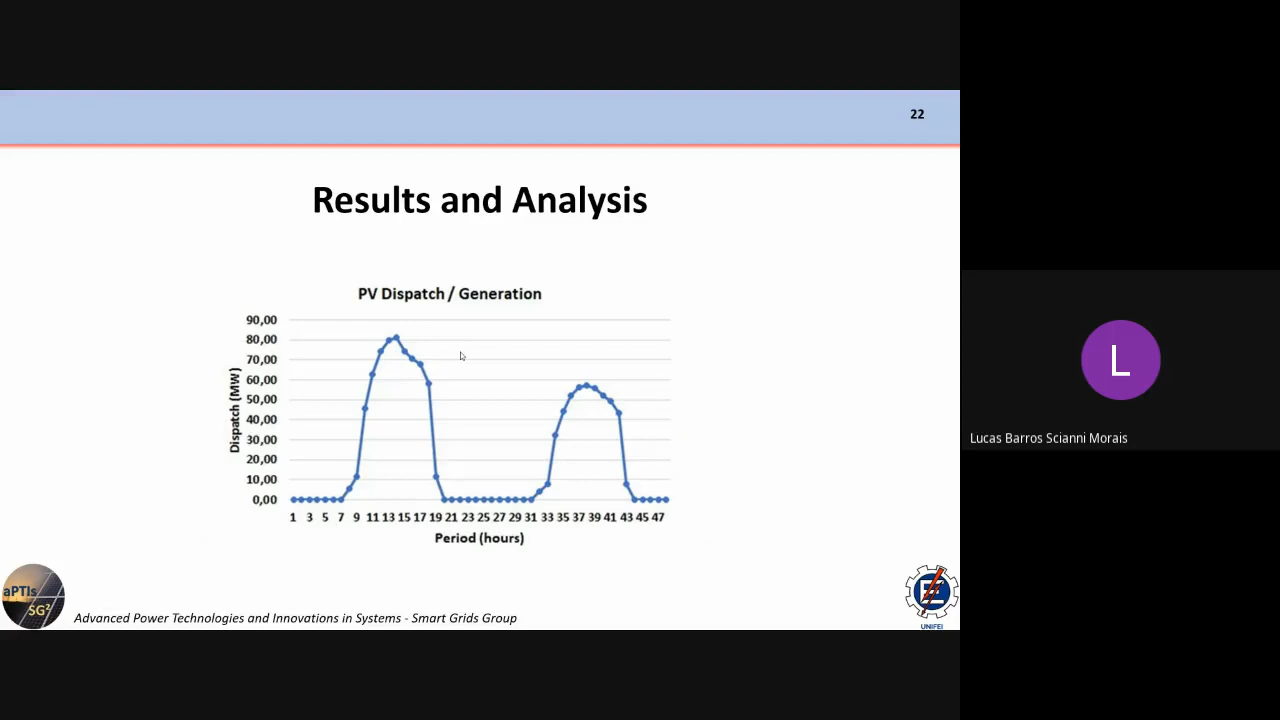 22
Results and Analysis
PV Dispatch / Generation
Dispatch (MW)
90,00
80,00
70,00
60,00
50,00
40,00
30,00
20,00
10,00
0,00
1 3 5 7 9 11 13 15 17 19 21 23 25 27 29 31 33 35 37 39 41 43 45 47
Period (hours)
L
Lucas Barros Scianni Morais
aPTIs
SG²
Advanced Power Technologies and Innovations in Systems - Smart Grids Group
UNIFEI